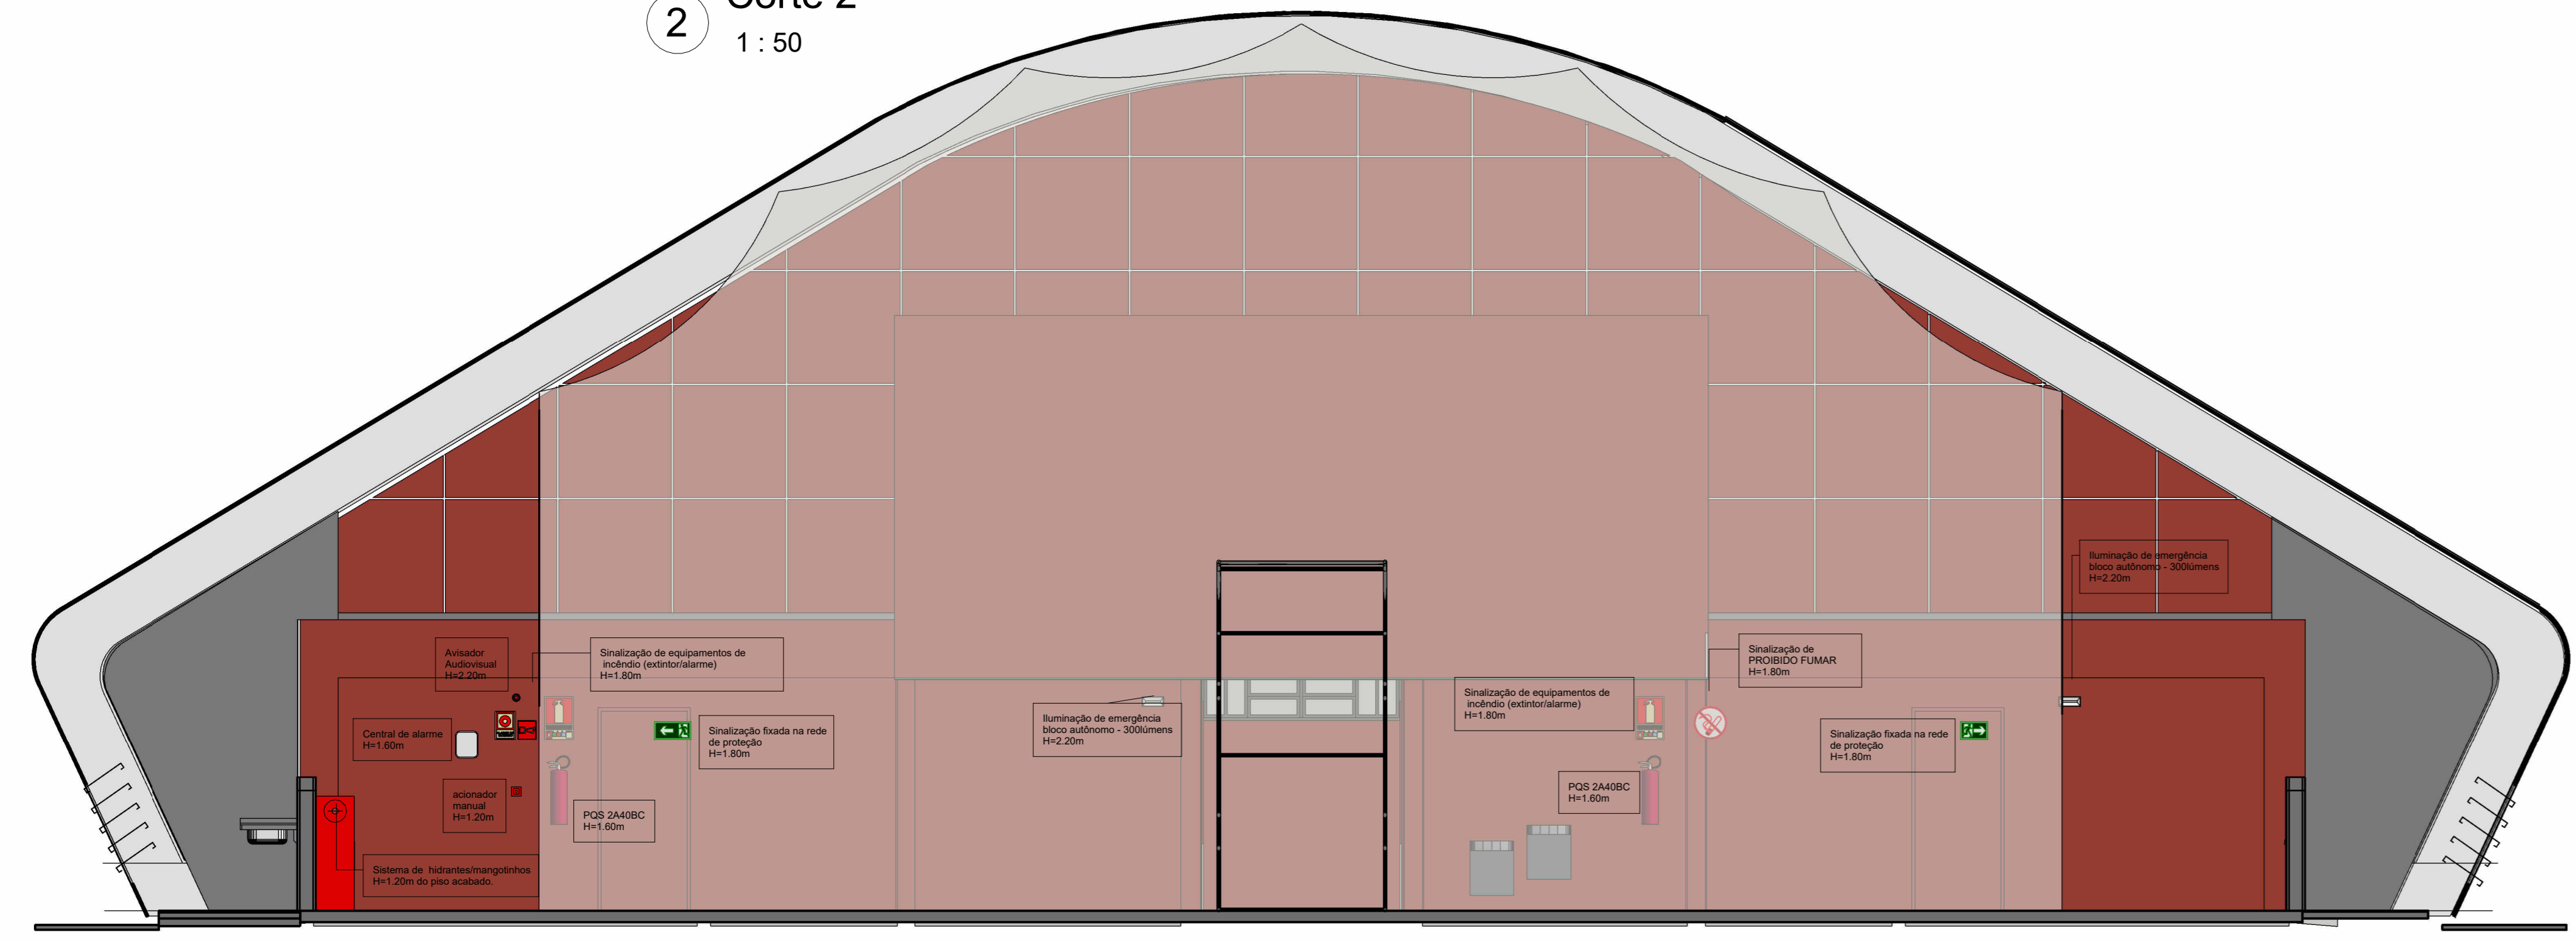 2
Corte 2
1 : 50
Iluminação de emergência
bloco autônomo - 300lúmens
H=2.20m
Avisador
Audiovisual
H=2.20m
Sinalização de equipamentos de
incêndio (extintor/alarme)
H=1.80m
Sinalização de
PROIBIDO FUMAR
H=1.80m
Sinalização de equipamentos de
incêndio (extintor/alarme)
H=1.80m
Central de alarme
H=1.60m
Sinalização fixada na rede
de proteção
H=1.80m
Iluminação de emergência
bloco autônomo - 300lúmens
H=2.20m
Sinalização fixada na rede
de proteção
H=1.80m
acionador
manual
H=1.20m
PQS 2A40BC
H=1.60m
PQS 2A40BC
H=1.60m
Sistema de hidrantes/mangotinhos
H=1.20m do piso acabado.